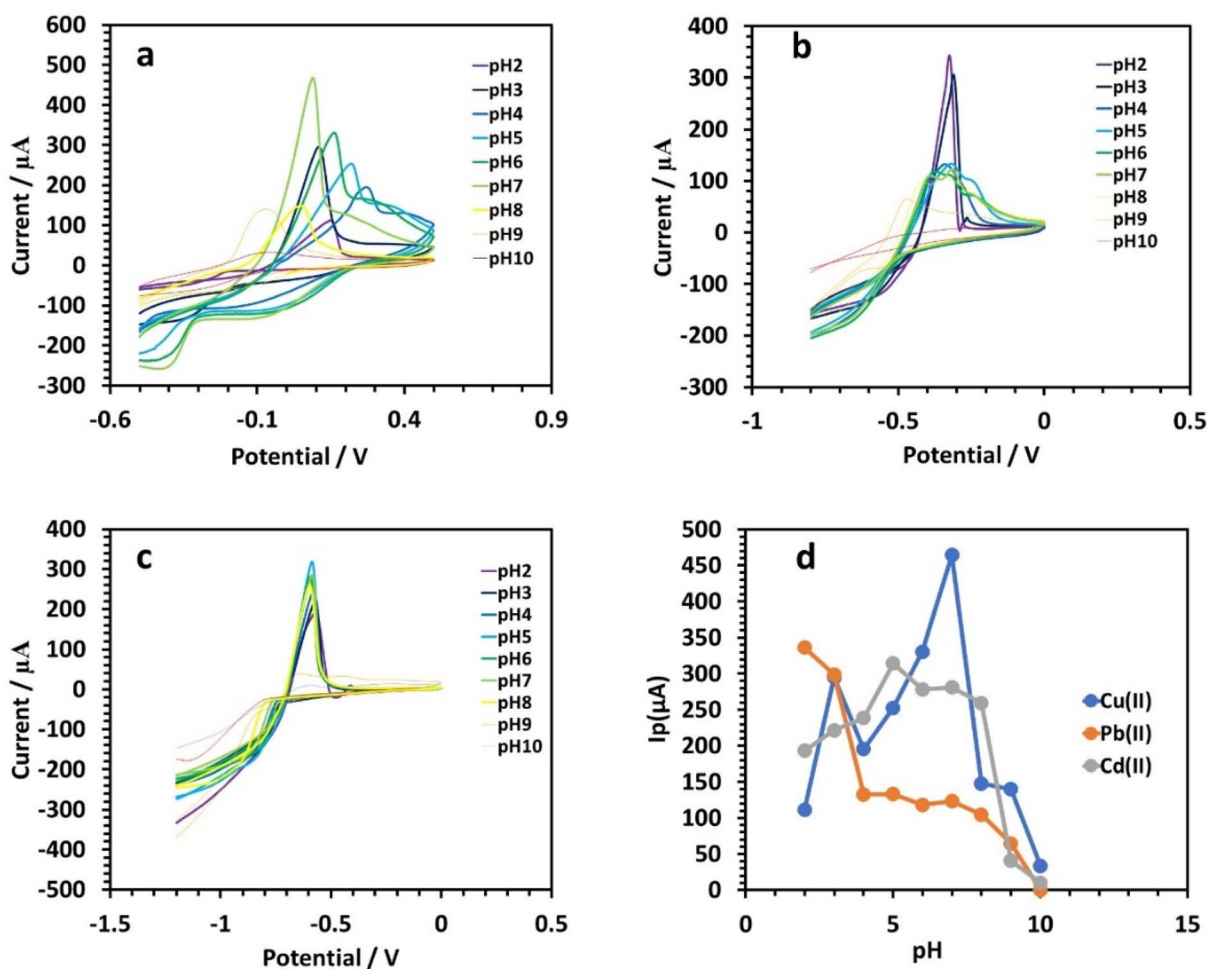 a
600
500
400
300
200
100
0
-100
-200
-300
Current / µA
-0.6
-0.1
0.4
0.9
Potential / V
pH2
pH3
pH4
pH5
pH6
pH7
pH8
pH9
pH10
b
400
300
200
100
0
-100
-200
-300
Current / µA
-1
-0.5
0
0.5
Potential / V
pH2
pH3
pH4
pH5
pH6
pH7
pH8
pH9
pH10
c
400
300
200
100
0
-100
-200
-300
-400
-500
Current / µA
-1.5
-1
-0.5
0
0.5
Potential / V
pH2
pH3
pH4
pH5
pH6
pH7
pH8
pH9
pH10
d
500
450
400
350
300
250
200
150
100
50
0
Ip(µA)
0
5
10
15
pH
Cu(II)
Pb(II)
Cd(II)